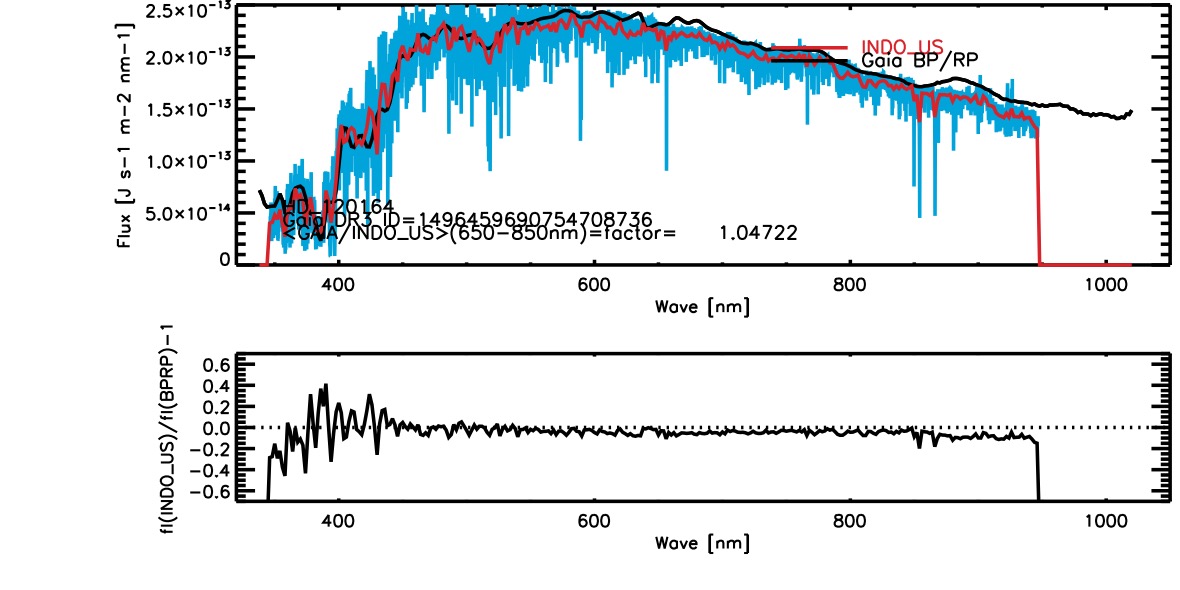 2.5×10⁻¹³
2.0×10⁻¹³
1.5×10⁻¹³
1.0×10⁻¹³
5.0×10⁻¹⁴
0
Flux [J s-1 m-2 nm-1]
INDO_US
Gaia BP/RP
HD_120164
Gaia DR3 ID=1496459690754708736
<GAIA/INDO_US>(650-850nm)=factor= 1.04722
400 600 800 1000
Wave [nm]
fl(INDO_US)/fl(BPRP)-1
0.6
0.4
0.2
0.0
-0.2
-0.4
-0.6
400 600 800 1000
Wave [nm]